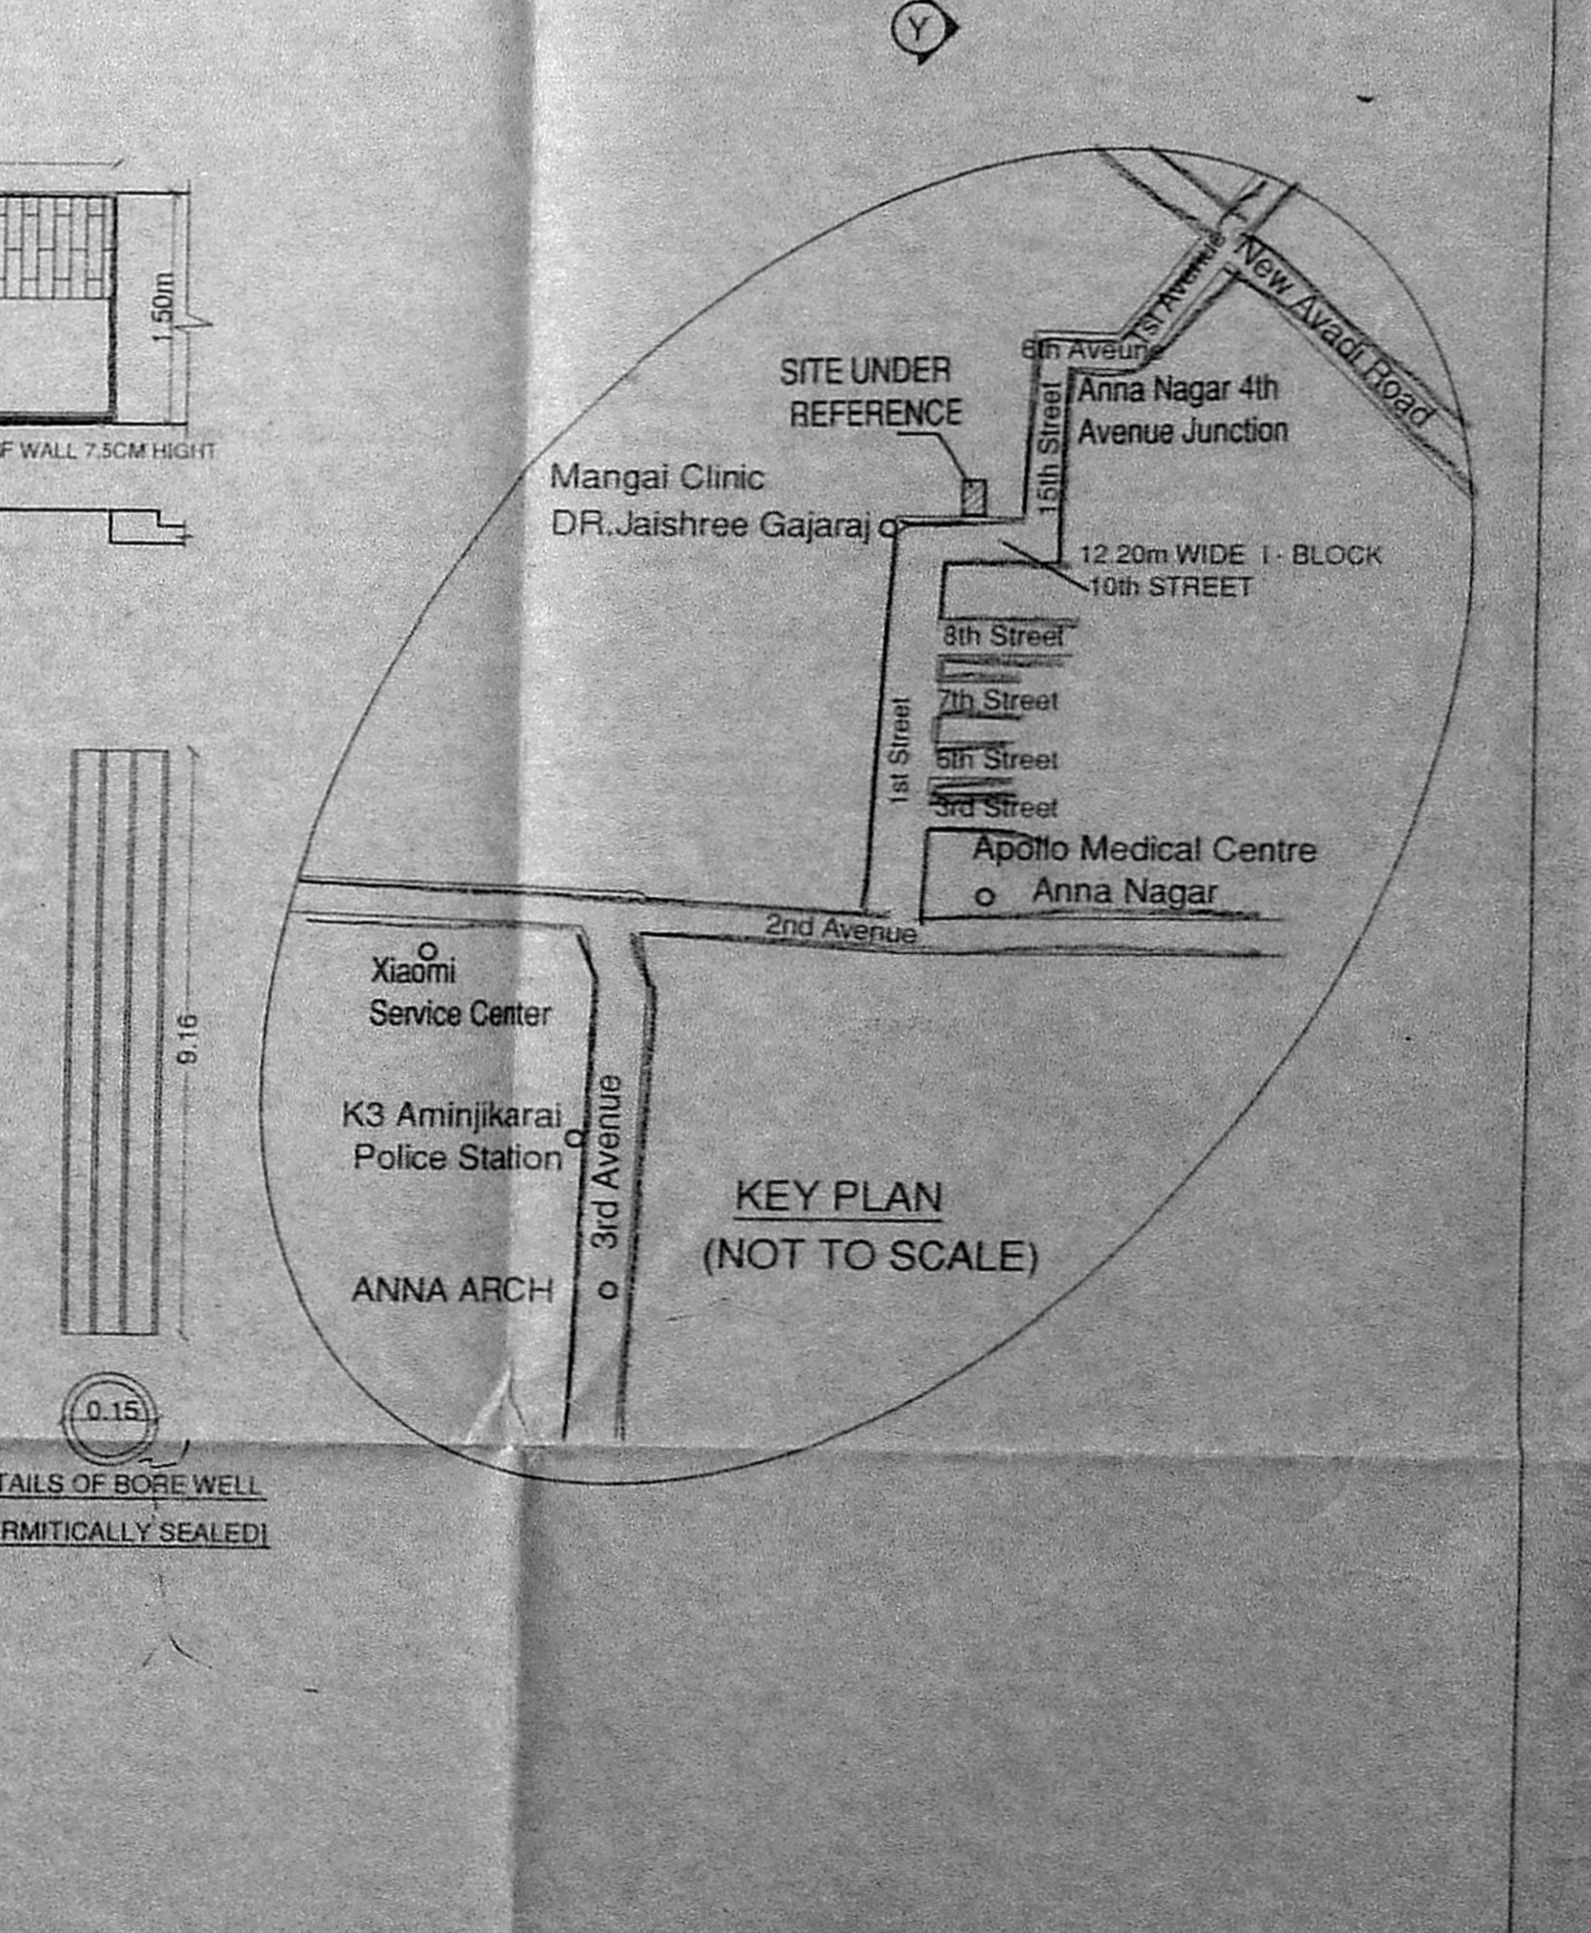 Y
1.50m
F WALL 7.5CM HIGHT
New Avadi Road
1st Avenue
6th Aveune
SITE UNDER
REFERENCE
Anna Nagar 4th
Avenue Junction
15th Street
Mangai Clinic
DR.Jaishree Gajaraj
12.20m WIDE I - BLOCK
10th STREET
8th Street
7th Street
6th Street
3rd Street
1st Street
Apollo Medical Centre
Anna Nagar
2nd Avenue
Xiaomi
Service Center
K3 Aminjikarai
Police Station
3rd Avenue
ANNA ARCH
KEY PLAN
(NOT TO SCALE)
9.16
0.15
TAILS OF BORE WELL
RMITICALLY SEALED]